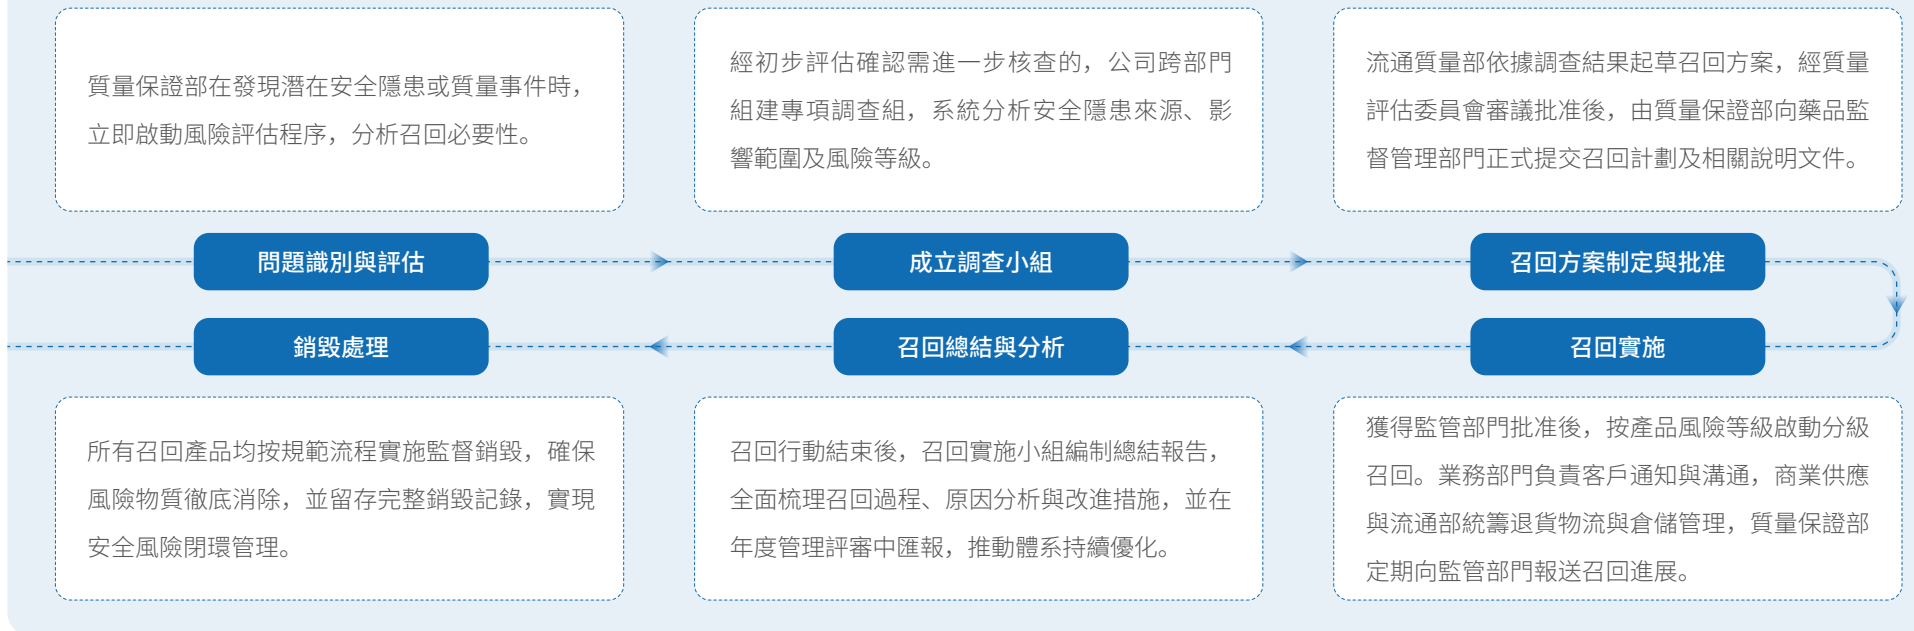 質量保證部在發現潛在安全隱患或質量事件時，
立即啟動風險評估程序，分析召回必要性。
經初步評估確認需進一步核查的，公司跨部門
組建專項調查組，系統分析安全隱患來源、影
響範圍及風險等級。
流通質量部依據調查結果起草召回方案，經質量
評估委員會審議批准後，由質量保證部向藥品監
督管理部門正式提交召回計劃及相關說明文件。
問題識別與評估
成立調查小組
召回方案制定與批准
召回實施
召回總結與分析
銷毀處理
獲得監管部門批准後，按產品風險等級啟動分級
召回。業務部門負責客戶通知與溝通，商業供應
與流通部統籌退貨物流與倉儲管理，質量保證部
定期向監管部門報送召回進展。
召回行動結束後，召回實施小組編制總結報告，
全面梳理召回過程、原因分析與改進措施，並在
年度管理評審中匯報，推動體系持續優化。
所有召回產品均按規範流程實施監督銷毀，確保
風險物質徹底消除，並留存完整銷毀記錄，實現
安全風險閉環管理。